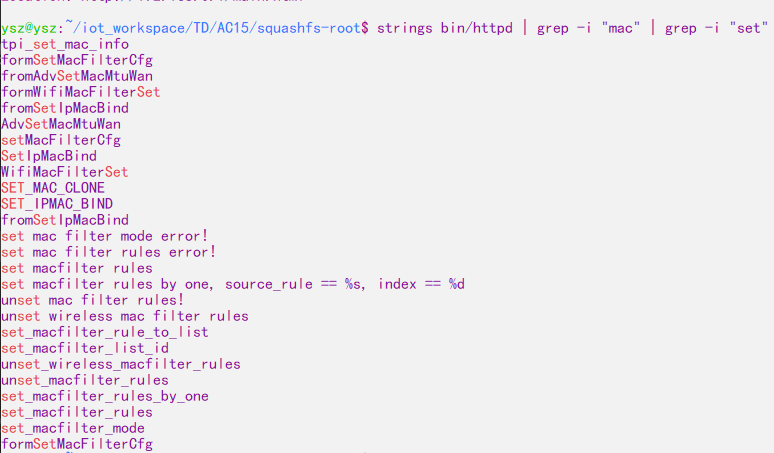 ysz@ysz:~/iot_workspace/TD/AC15/squashfs-root$ strings bin/httpd | grep -i "mac" | grep -i "set"
tpi_set_mac_info
formSetMacFilterCfg
fromAdvSetMacMtuWan
formWifiMacFilterSet
fromSetIpMacBind
AdvSetMacMtuWan
setMacFilterCfg
SetIpMacBind
WifiMacFilterSet
SET_MAC_CLONE
SET_IPMAC_BIND
fromSetIpMacBind
set mac filter mode error!
set mac filter rules error!
set macfilter rules
set macfilter rules by one, source_rule == %s, index == %d
unset mac filter rules!
unset wireless mac filter rules
set_macfilter_rule_to_list
set_macfilter_list_id
unset_wireless_macfilter_rules
unset_macfilter_rules
set_macfilter_rules_by_one
set_macfilter_rules
set_macfilter_mode
formSetMacFilterCfg